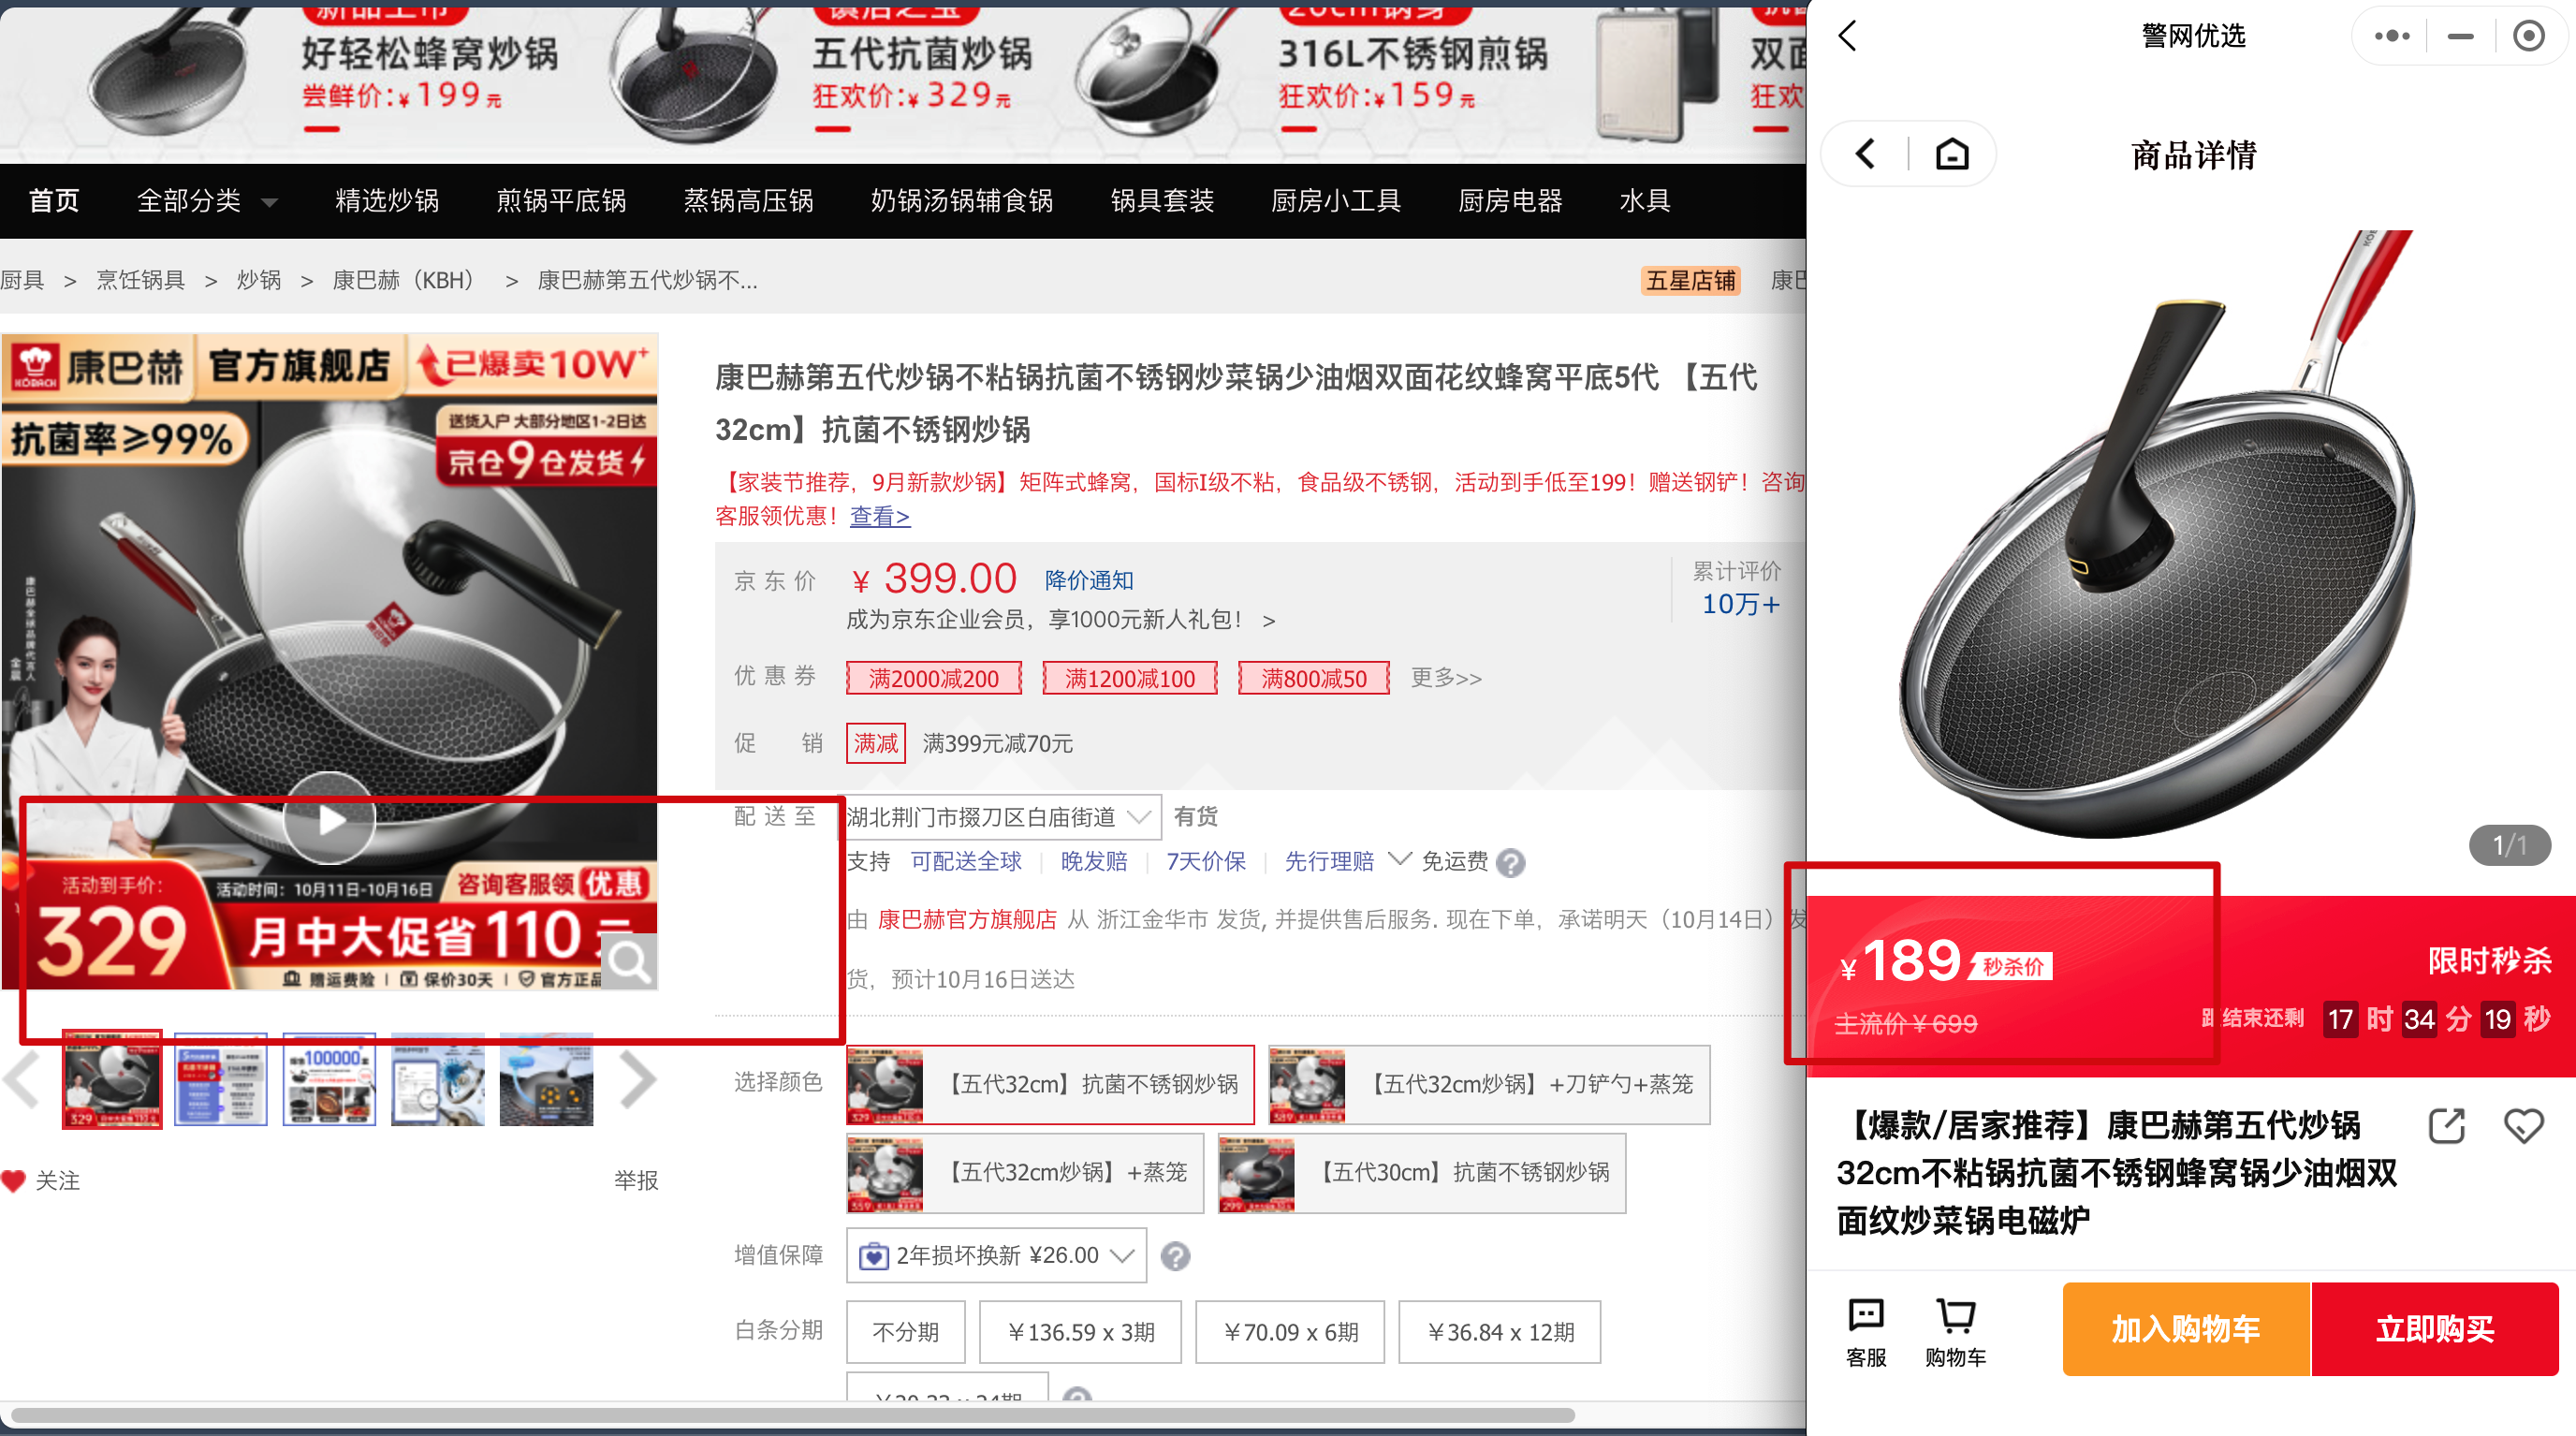 新品上市
好轻松蜂窝炒锅
尝鲜价:¥199元
镇店之宝
五代抗菌炒锅
狂欢价:¥329元
28cm锅身
316L不锈钢煎锅
狂欢价:¥159元
双面
狂欢
首页 全部分类 精选炒锅 煎锅平底锅 蒸锅高压锅 奶锅汤锅辅食锅 锅具套装 厨房小工具 厨房电器 水具
厨具 > 烹饪锅具 > 炒锅 > 康巴赫（KBH） > 康巴赫第五代炒锅不...
五星店铺 康巴
KÖBACH 康巴赫 官方旗舰店 已爆卖10W+
抗菌率≥99%
送货入户 大部分地区1-2日达
京仓9仓发货
康巴赫全球品牌代言人
康巴赫
活动到手价:
329
活动时间：10月11日-10月16日
咨询客服领 优惠
月中大促省110元
赠运费险 | 保价30天 | 官方正品
关注 举报
康巴赫第五代炒锅不粘锅抗菌不锈钢炒菜锅少油烟双面花纹蜂窝平底5代 【五代
32cm】抗菌不锈钢炒锅
【家装节推荐，9月新款炒锅】矩阵式蜂窝，国标I级不粘，食品级不锈钢，活动到手低至199！赠送钢铲！咨询
客服领优惠！查看>
京东价 ¥ 399.00 降价通知
成为京东企业会员，享1000元新人礼包！ >
累计评价
10万+
优惠券 满2000减200 满1200减100 满800减50 更多>>
促销 满减 满399元减70元
配送至 湖北荆门市掇刀区白庙街道 有货
支持 可配送全球 晚发赔 7天价保 先行理赔 免运费 ?
由 康巴赫官方旗舰店 从 浙江金华市 发货, 并提供售后服务. 现在下单，承诺明天（10月14日）发
货，预计10月16日送达
选择颜色 【五代32cm】抗菌不锈钢炒锅 【五代32cm炒锅】+刀铲勺+蒸笼
【五代32cm炒锅】+蒸笼 【五代30cm】抗菌不锈钢炒锅
增值保障 2年损坏换新 ¥26.00 ?
白条分期 不分期 ￥136.59 x 3期 ￥70.09 x 6期 ￥36.84 x 12期
警网优选
商品详情
1/1
¥189 秒杀价
主流价¥699
限时秒杀
距结束还剩 17 时 34 分 19 秒
【爆款/居家推荐】康巴赫第五代炒锅
32cm不粘锅抗菌不锈钢蜂窝锅少油烟双
面纹炒菜锅电磁炉
客服 购物车 加入购物车 立即购买